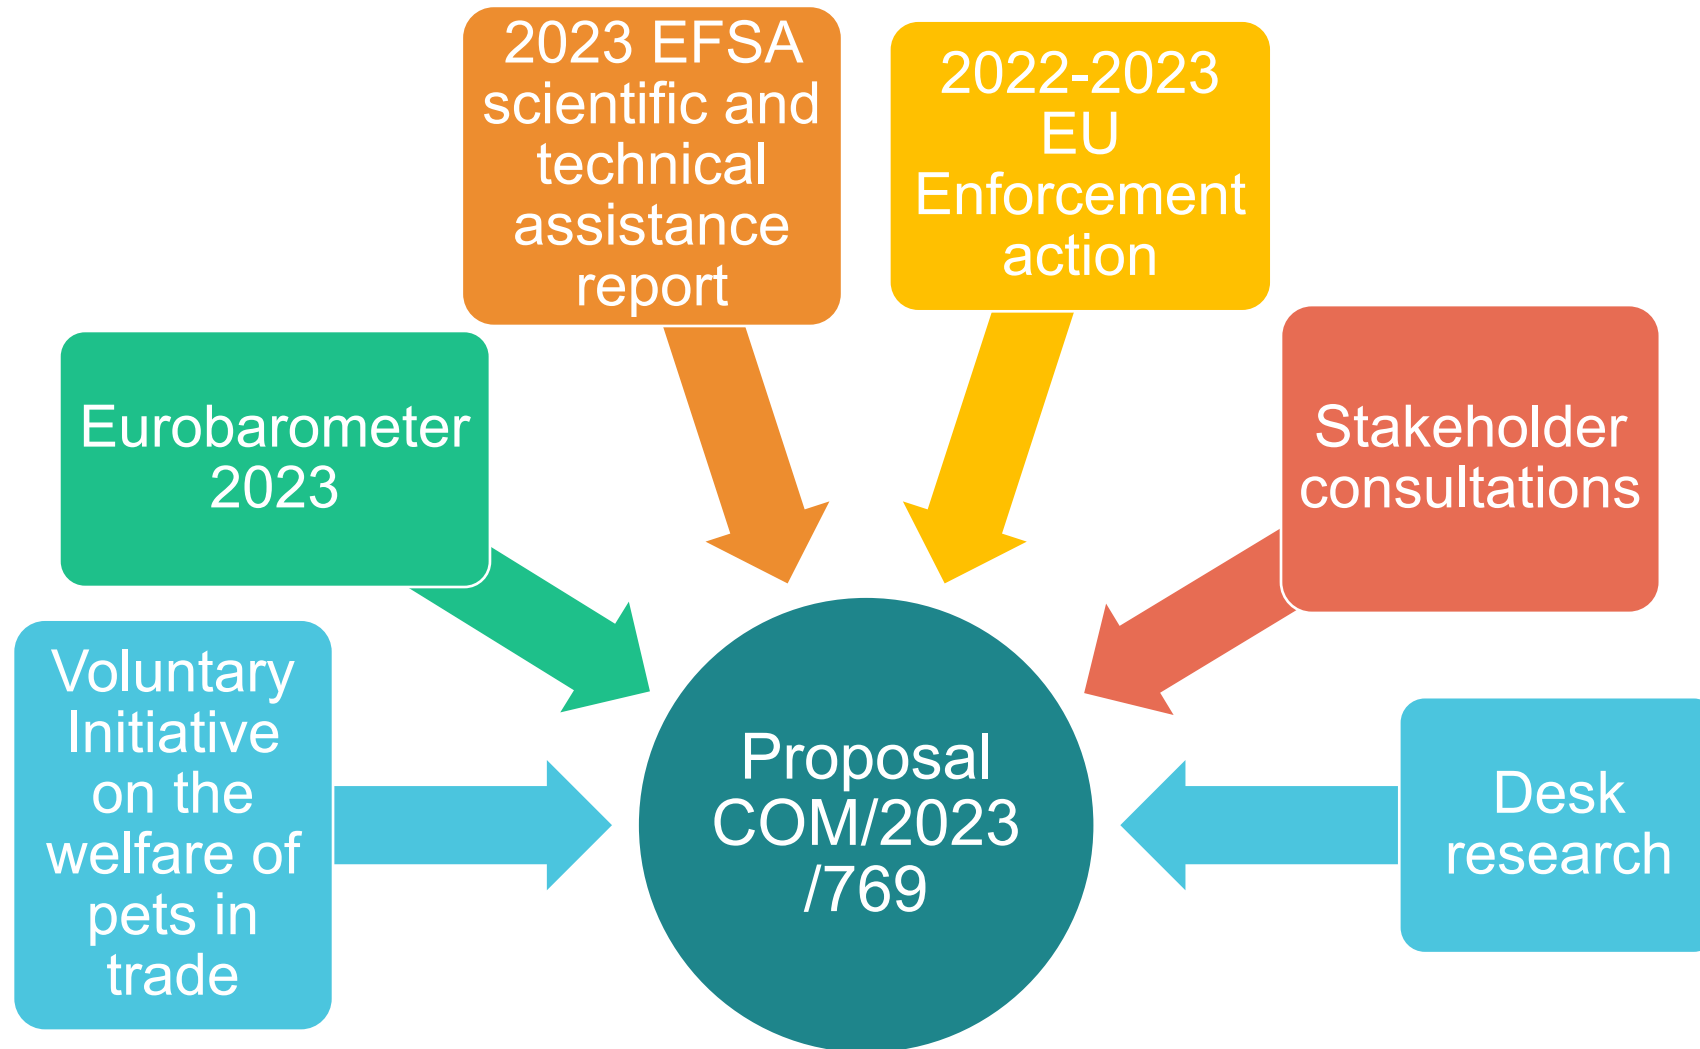 2023 EFSA
scientific and
technical
assistance
report
2022-2023
EU
Enforcement
action
Eurobarometer
2023
Stakeholder
consultations
Voluntary
Initiative
on the
welfare of
pets in
trade
Proposal
COM/2023
/769
Desk
research